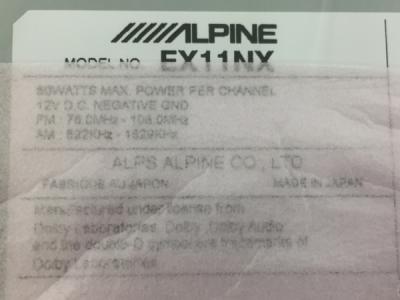 ALPINE
MODEL NO. EX11NX
50WATTS MAX. POWER PER CHANNEL
12V D.C. NEGATIVE GND
FM : 76.0MHz - 108.0MHz
AM : 522KHz - 1629KHz
ALPS ALPINE CO., LTD
FABRIQUE AU JAPON MADE IN JAPAN
Manufactured under license from
Dolby Laboratories. Dolby, Dolby Audio
and the double-D symbol are trademarks of
Dolby Laboratories